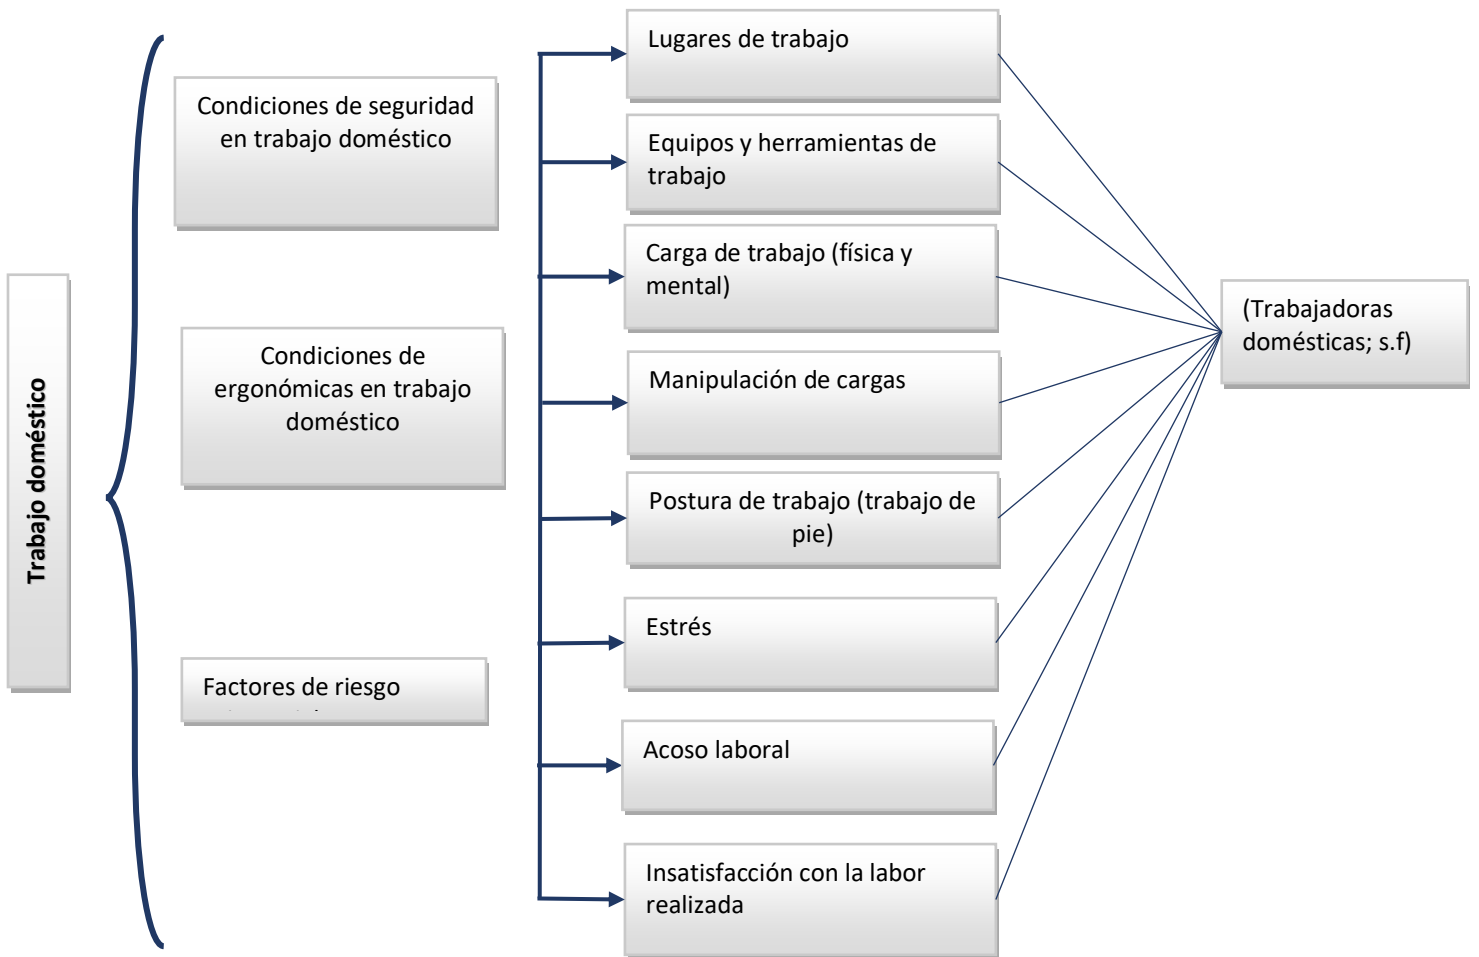 Trabajo doméstico
Condiciones de seguridad
en trabajo doméstico
Condiciones de
ergonómicas en trabajo
doméstico
Factores de riesgo
Lugares de trabajo
Equipos y herramientas de
trabajo
Carga de trabajo (física y
mental)
Manipulación de cargas
Postura de trabajo (trabajo de
pie)
Estrés
Acoso laboral
Insatisfacción con la labor
realizada
(Trabajadoras
domésticas; s.f)